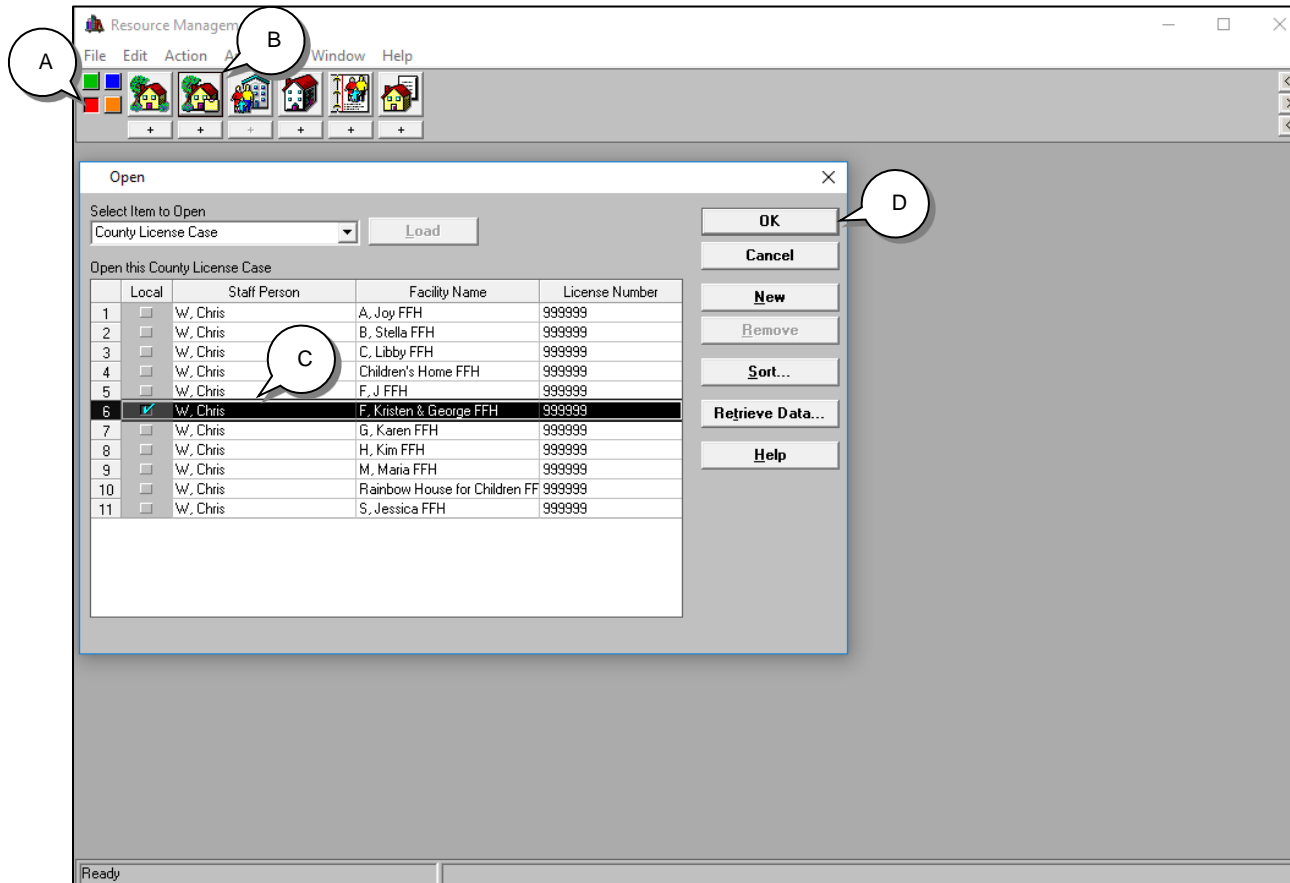 Resource Managem
B
A
File Edit Action A Window Help
+ + + + + +
Open
D
Select Item to Open
County License Case Load OK
Cancel
Open this County License Case
Local Staff Person Facility Name License Number New
1 W, Chris A, Joy FFH 999999
2 W, Chris B, Stella FFH 999999 Remove
3 W, Chris C, Libby FFH 999999
C
4 W, Chris Children's Home FFH 999999 Sort...
5 W, Chris F, J FFH 999999
6 W, Chris F, Kristen & George FFH 999999 Retrieve Data...
7 W, Chris G, Karen FFH 999999
8 W, Chris H, Kim FFH 999999 Help
9 W, Chris M, Maria FFH 999999
10 W, Chris Rainbow House for Children FF 999999
11 W, Chris S, Jessica FFH 999999
Ready